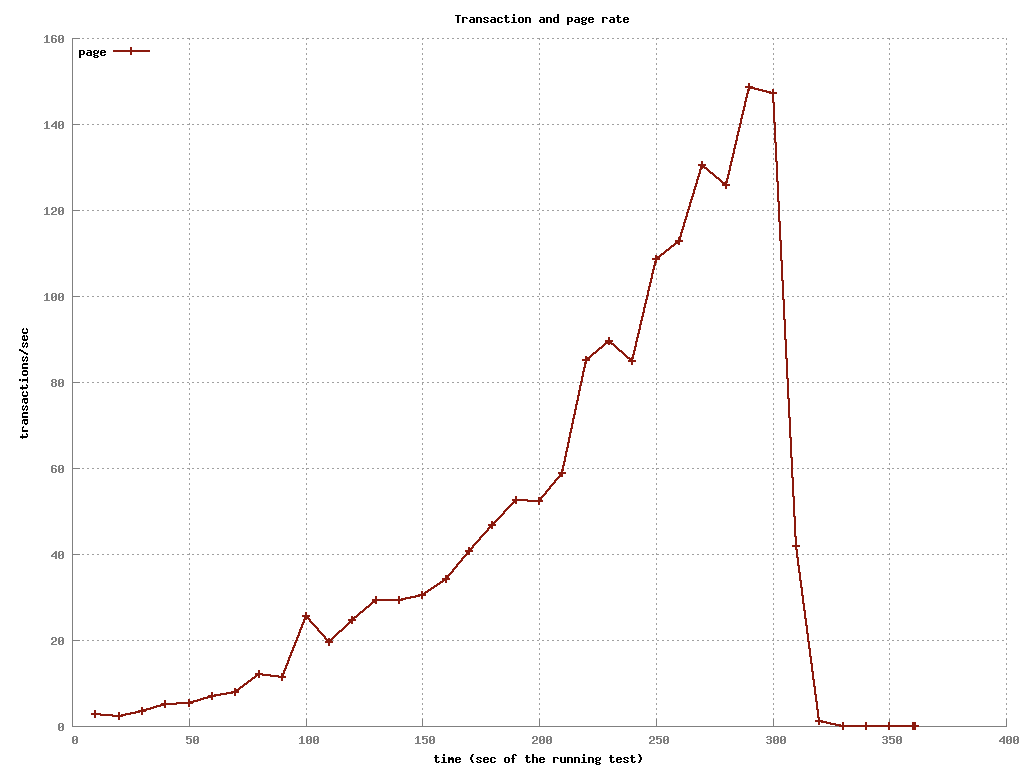 Transaction and page rate
160
page
140
120
100
transactions/sec
80
60
40
20
0
0 50 100 150 200 250 300 350 400
time (sec of the running test)